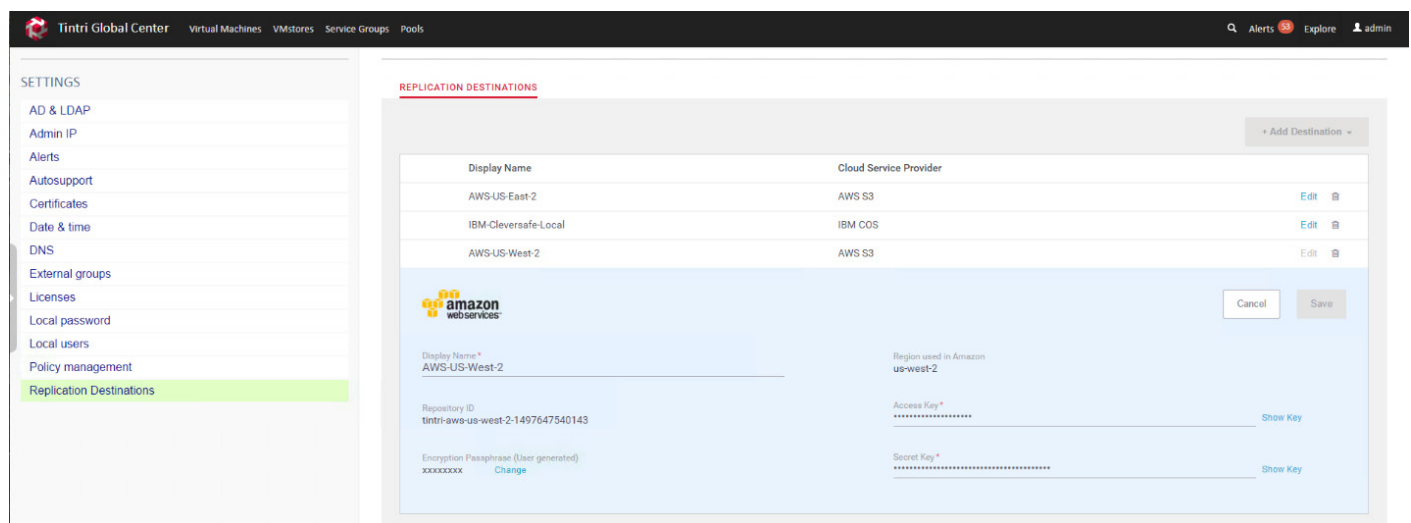 Tintri Global Center Virtual Machines VMstores Service Groups Pools Alerts 50 Explore admin
SETTINGS
AD & LDAP
Admin IP
Alerts
Autosupport
Certificates
Date & time
DNS
External groups
Licenses
Local password
Local users
Policy management
Replication Destinations
REPLICATION DESTINATIONS
+ Add Destination
Display Name Cloud Service Provider
AWS-US-East-2 AWS S3 Edit
IBM-Cleversafe-Local IBM COS Edit
AWS-US-West-2 AWS S3 Edit
amazon
webservices™
Cancel Save
Display Name* Region used in Amazon
AWS-US-West-2 us-west-2
Repository ID Access Key*
tintri-aws-us-west-2-1497647540143 •••••••••••••••••••• Show Key
Encryption Passphrase (User generated) Secret Key*
xxxxxxxx Change •••••••••••••••••••••••••••••••••••••••• Show Key